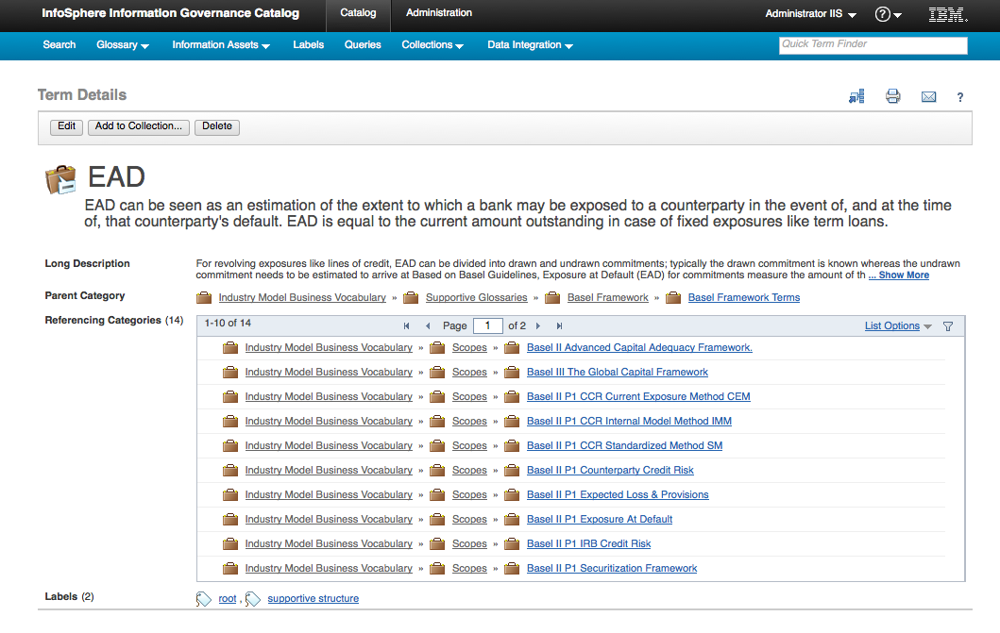 InfoSphere Information Governance Catalog Catalog Administration Administrator IIS ? IBM.
Search Glossary Information Assets Labels Queries Collections Data Integration Quick Term Finder
Term Details ?
Edit Add to Collection... Delete
EAD
EAD can be seen as an estimation of the extent to which a bank may be exposed to a counterparty in the event of, and at the time
of, that counterparty's default. EAD is equal to the current amount outstanding in case of fixed exposures like term loans.
Long Description For revolving exposures like lines of credit, EAD can be divided into drawn and undrawn commitments; typically the drawn commitment is known whereas the undrawn
commitment needs to be estimated to arrive at Based on Basel Guidelines, Exposure at Default (EAD) for commitments measure the amount of th ... Show More
Parent Category Industry Model Business Vocabulary » Supportive Glossaries » Basel Framework » Basel Framework Terms
Referencing Categories (14) 1-10 of 14 Page 1 of 2 List Options
Industry Model Business Vocabulary » Scopes » Basel II Advanced Capital Adequacy Framework.
Industry Model Business Vocabulary » Scopes » Basel III The Global Capital Framework
Industry Model Business Vocabulary » Scopes » Basel II P1 CCR Current Exposure Method CEM
Industry Model Business Vocabulary » Scopes » Basel II P1 CCR Internal Model Method IMM
Industry Model Business Vocabulary » Scopes » Basel II P1 CCR Standardized Method SM
Industry Model Business Vocabulary » Scopes » Basel II P1 Counterparty Credit Risk
Industry Model Business Vocabulary » Scopes » Basel II P1 Expected Loss & Provisions
Industry Model Business Vocabulary » Scopes » Basel II P1 Exposure At Default
Industry Model Business Vocabulary » Scopes » Basel II P1 IRB Credit Risk
Industry Model Business Vocabulary » Scopes » Basel II P1 Securitization Framework
Labels (2) root , supportive structure